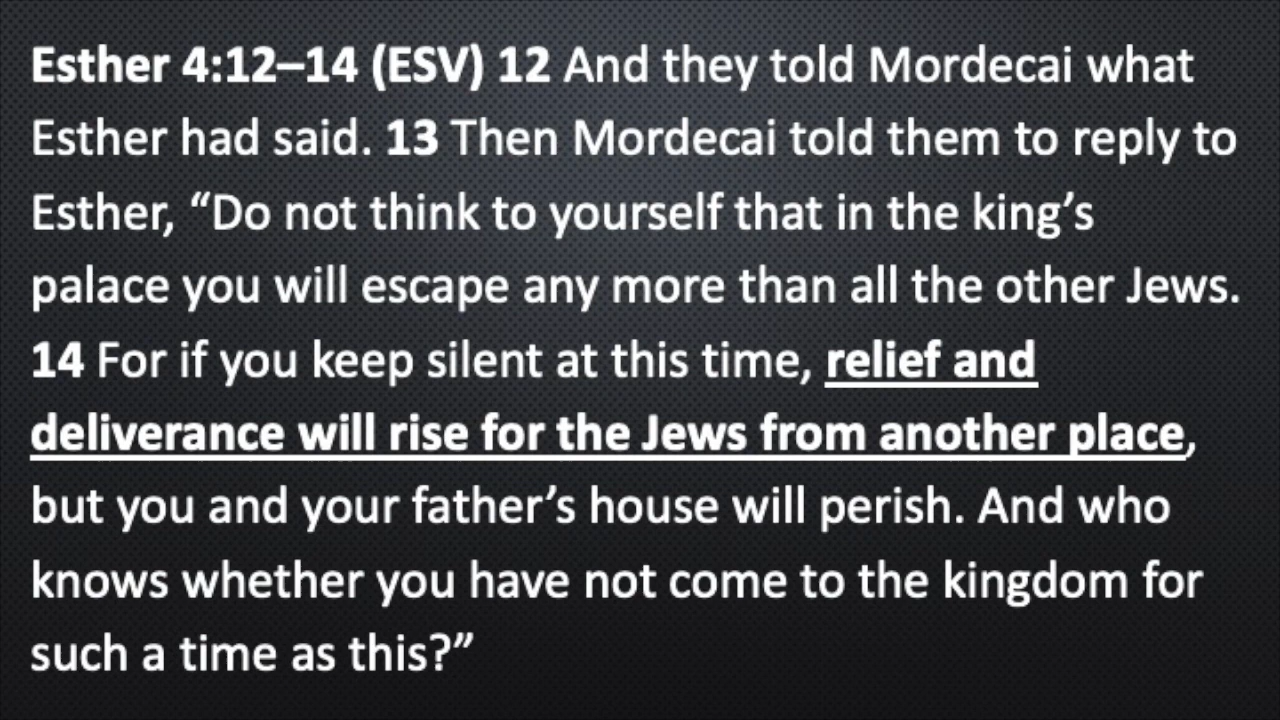 Esther 4:12–14 (ESV) 12 And they told Mordecai what
Esther had said. 13 Then Mordecai told them to reply to
Esther, “Do not think to yourself that in the king’s
palace you will escape any more than all the other Jews.
14 For if you keep silent at this time, relief and
deliverance will rise for the Jews from another place,
but you and your father’s house will perish. And who
knows whether you have not come to the kingdom for
such a time as this?”